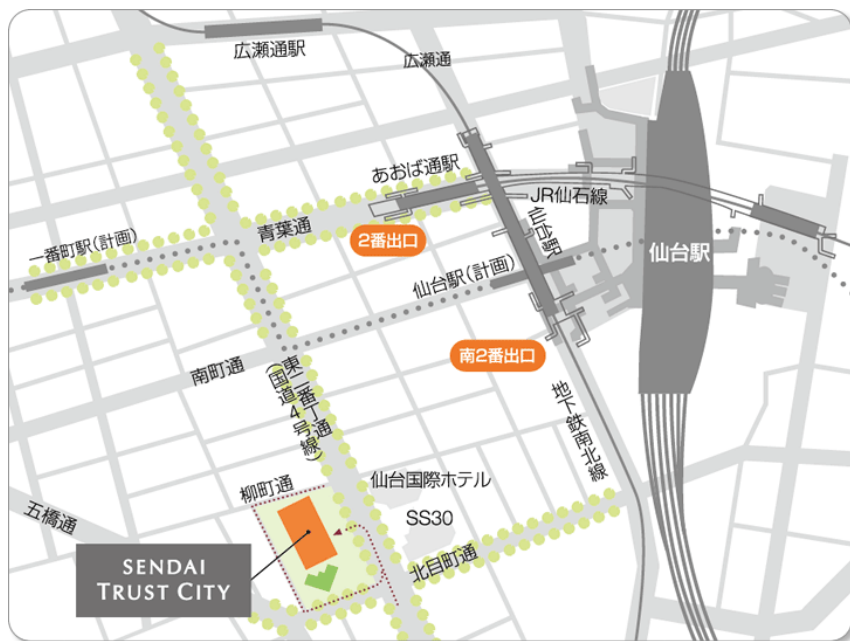 広瀬通駅
広瀬通
あおば通駅
JR仙石線
青葉通
2番出口
仙台駅
一番町駅(計画)
仙台駅
仙台駅(計画)
南町通
南2番出口
東二番丁通
(国道4号線)
地下鉄南北線
柳町通
仙台国際ホテル
SS30
五橋通
北目町通
SENDAI
TRUST CITY